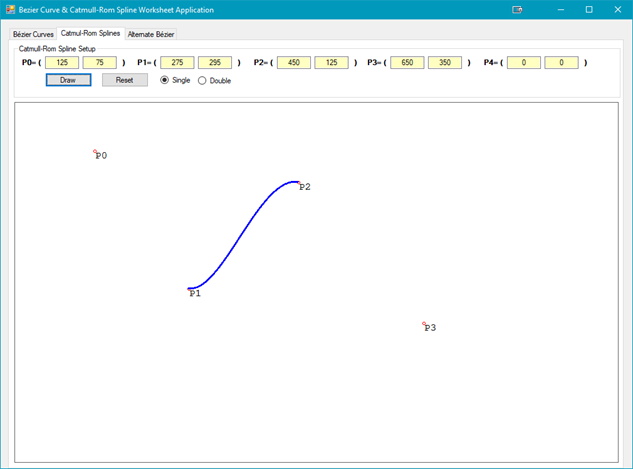 Bezier Curve & Catmull-Rom Spline Worksheet Application
Bézier Curves Catmul-Rom Splines Alternate Bézier
Catmull-Rom Spline Setup
P0= ( 125 75 ) P1= ( 275 295 ) P2= ( 450 125 ) P3= ( 650 350 ) P4= ( 0 0 )
Draw Reset Single Double
P0
P2
P1
P3